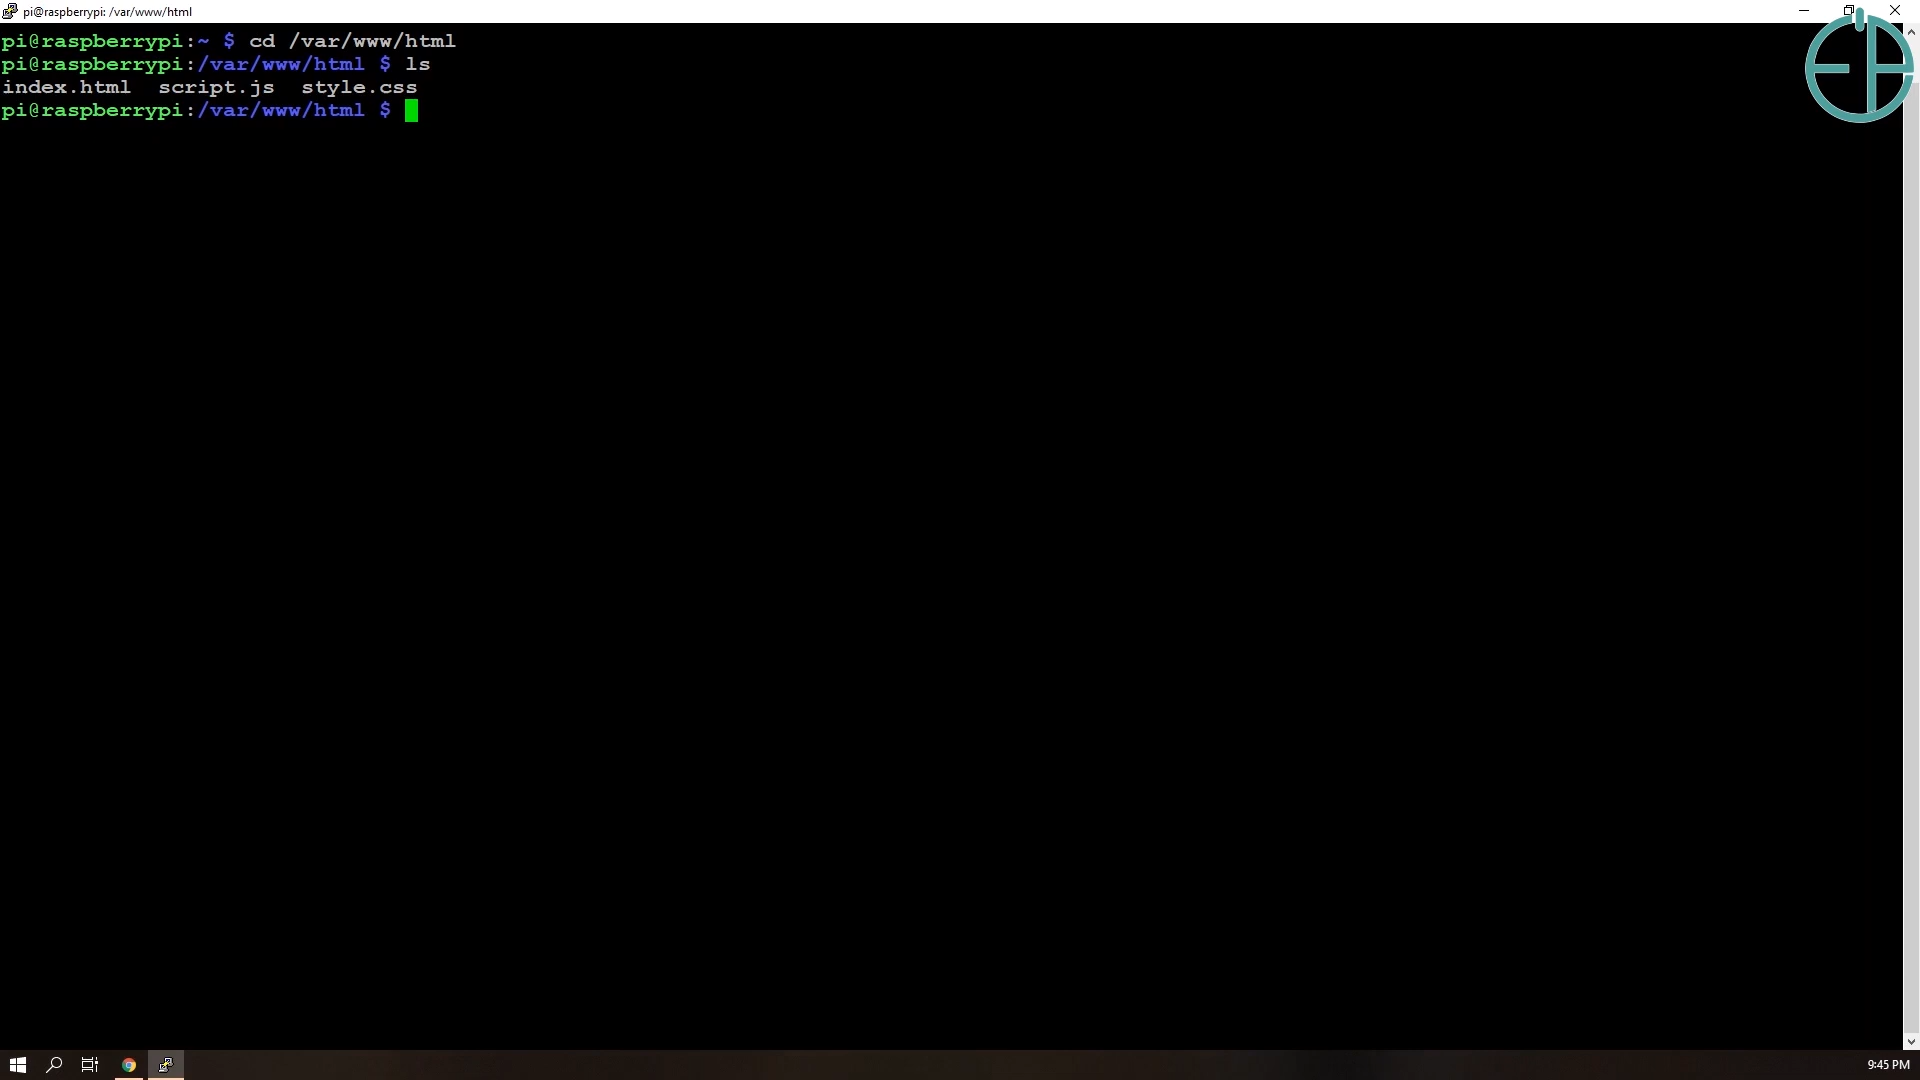 pi@raspberrypi: /var/www/html
pi@raspberrypi:~ $ cd /var/www/html
pi@raspberrypi:/var/www/html $ ls
index.html  script.js  style.css
pi@raspberrypi:/var/www/html $
9:45 PM